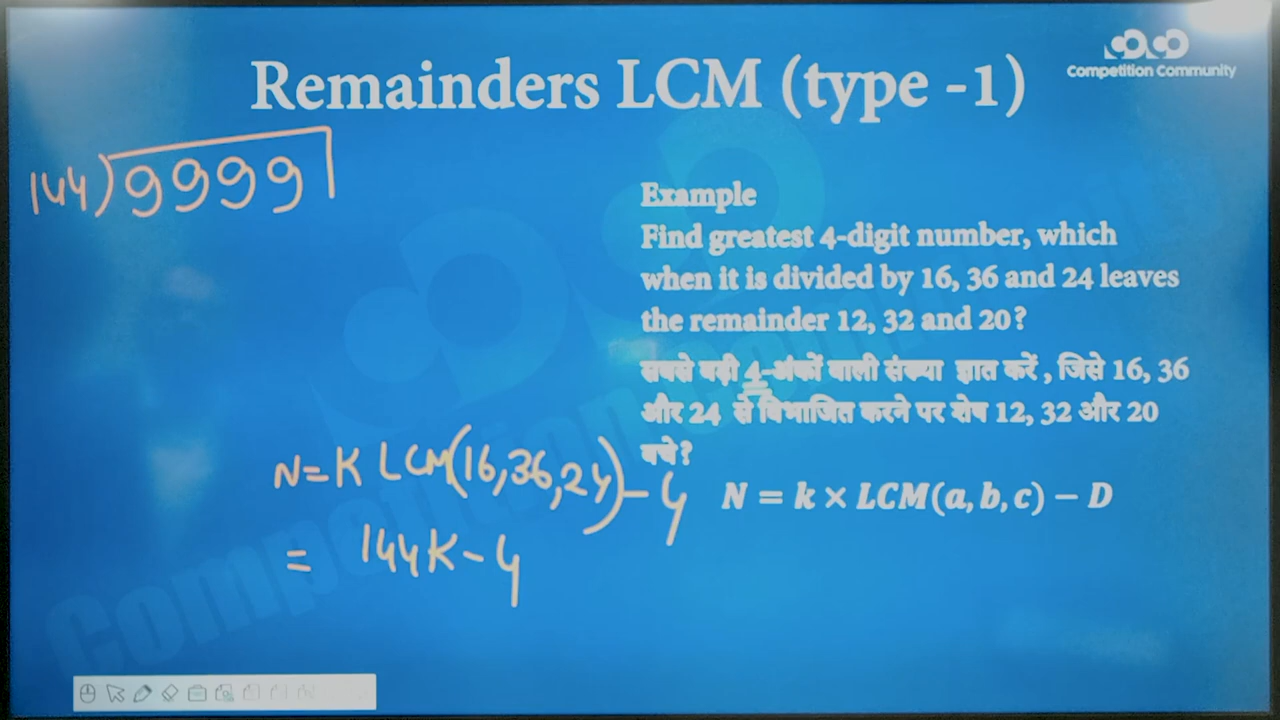 Competition Community
Remainders LCM (type -1)
144)9999
Example
Find greatest 4-digit number, which
when it is divided by 16, 36 and 24 leaves
the remainder 12, 32 and 20?
सबसे बड़ी 4-अंकों वाली संख्या ज्ञात करें , जिसे 16, 36
और 24 से विभाजित करने पर शेष 12, 32 और 20
बचे?
N = k × LCM(a, b, c) − D
N=K LCM(16,36,24)-4
= 144K-4